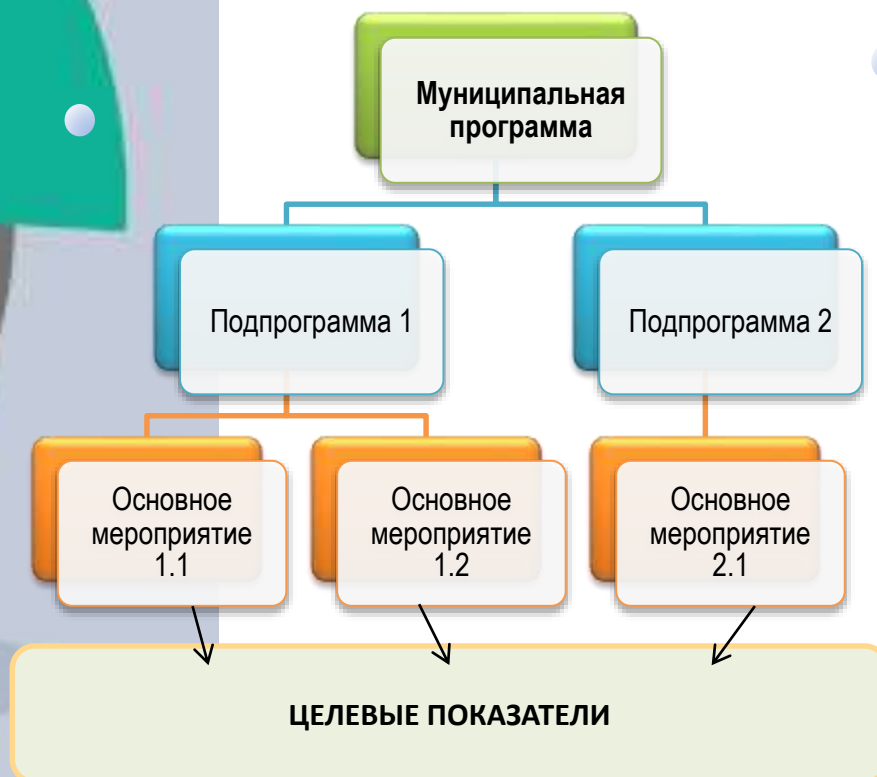 Муниципальная
программа
Подпрограмма 1
Подпрограмма 2
Основное
мероприятие
1.1
Основное
мероприятие
1.2
Основное
мероприятие
2.1
ЦЕЛЕВЫЕ ПОКАЗАТЕЛИ